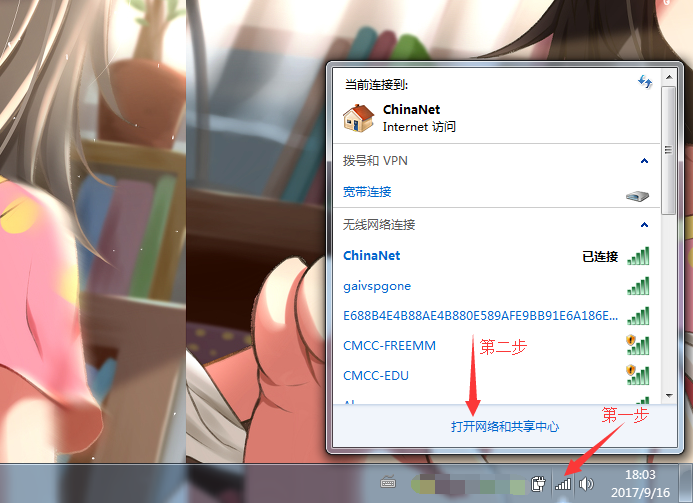 当前连接到:
ChinaNet
Internet 访问
拨号和 VPN
宽带连接
无线网络连接
ChinaNet 已连接
gaivspgone
E688B4E4B88AE4B880E589AFE9BB91E6A186E...
CMCC-FREEMM
第二步
CMCC-EDU
打开网络和共享中心
第一步
18:03
2017/9/16